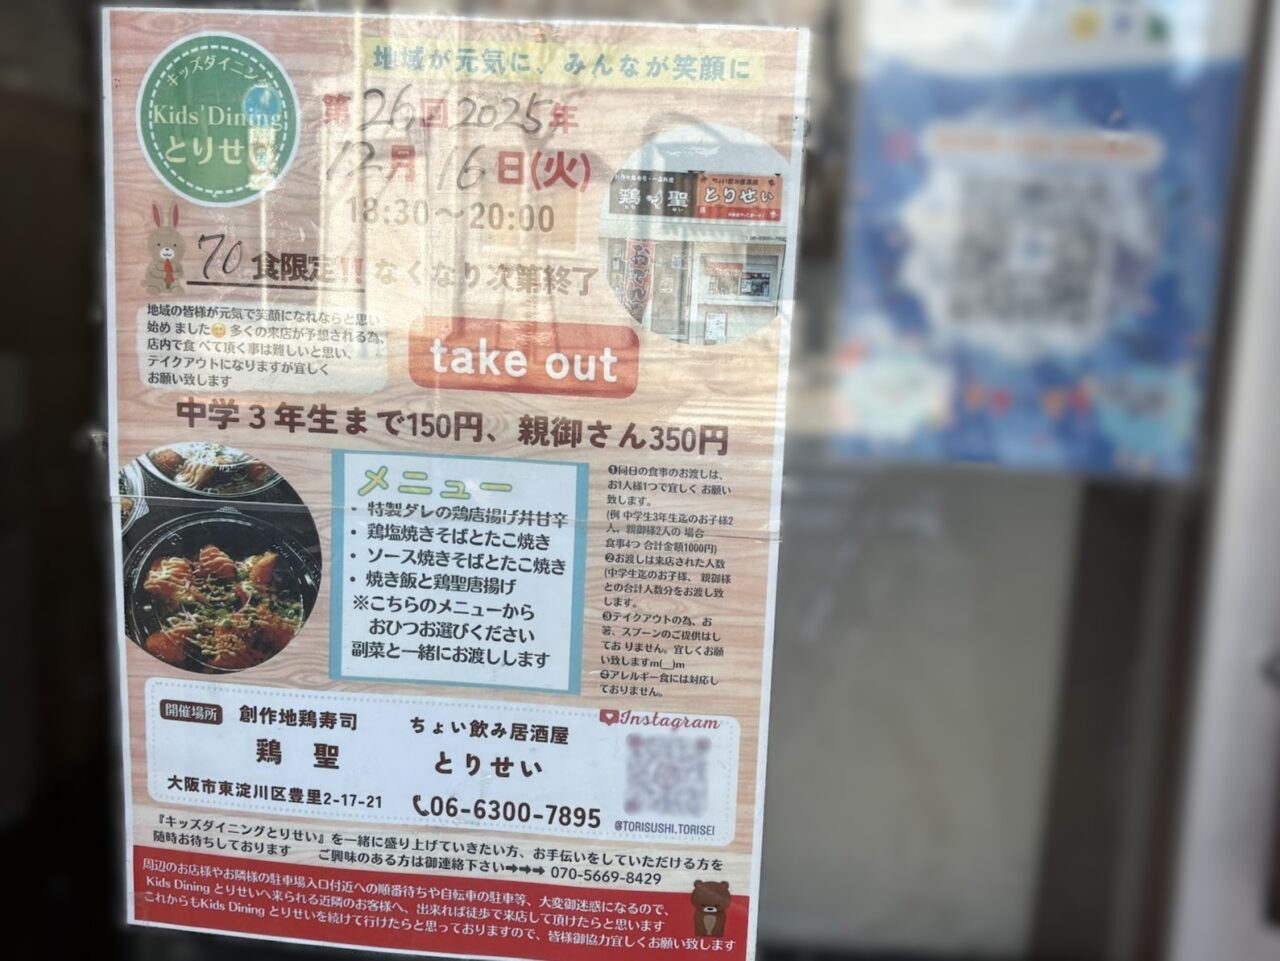 地域が元気に、みんなが笑顔に
キッズダイニング
Kids' Dining
とりせい
第26回 2025年
12月16日(火)
18:30～20:00
70食限定!! なくなり次第終了
鶏聖
ちょい飲み居酒屋
とりせい
おでん
地域の皆様が元気で笑顔になれならと思い
始め ました😊多くの来店が予想される為、
店内で食 べて頂く事は難しいと思い、
テイクアウトになりますが宜しく
お願い致します
take out
中学3年生まで150円、親御さん350円
メニュー
・特製ダレの鶏唐揚げ丼甘辛
・鶏塩焼きそばとたこ焼き
・ソース焼きそばとたこ焼き
・焼き飯と鶏聖唐揚げ
※こちらのメニューから
おひつお選びください
副菜と一緒にお渡しします
❶同日の食事のお渡しは、
お1人様1つで宜しく お願い
致します。
(例 中学生3年生迄のお子様2
人、親御様2人の 場合
食事4つ 合計金額1000円)
❷お渡しは来店された人数
(中学生迄のお子様、 親御様
との合計人数分をお渡し致
します。
❸テイクアウトの為、お
箸、スプーンのご提供はし
ており ません。宜しくお願
い致しますm(__)m
❹アレルギー食には対応し
ておりません。
開催場所
創作地鶏寿司
鶏 聖
ちょい飲み居酒屋
とりせい
Instagram
大阪市東淀川区豊里2-17-21
06-6300-7895
@TORISUSHI.TORISEI
『キッズダイニングとりせい』を一緒に盛り上げていきたい方、お手伝いをしていただける方を
随時お待ちしております ご興味のある方は御連絡下さい➡➡➡ 070-5669-8429
周辺のお店様やお隣様の駐車場入口付近への順番待ちや自転車の駐車等、大変御迷惑になるので、
Kids Dining とりせいへ来られる近隣のお客様へ、出来れば徒歩で来店して頂けたらと思います
これからもKids Dining とりせいを続けて行けたらと思っておりますので、皆様御協力宜しくお願い致します